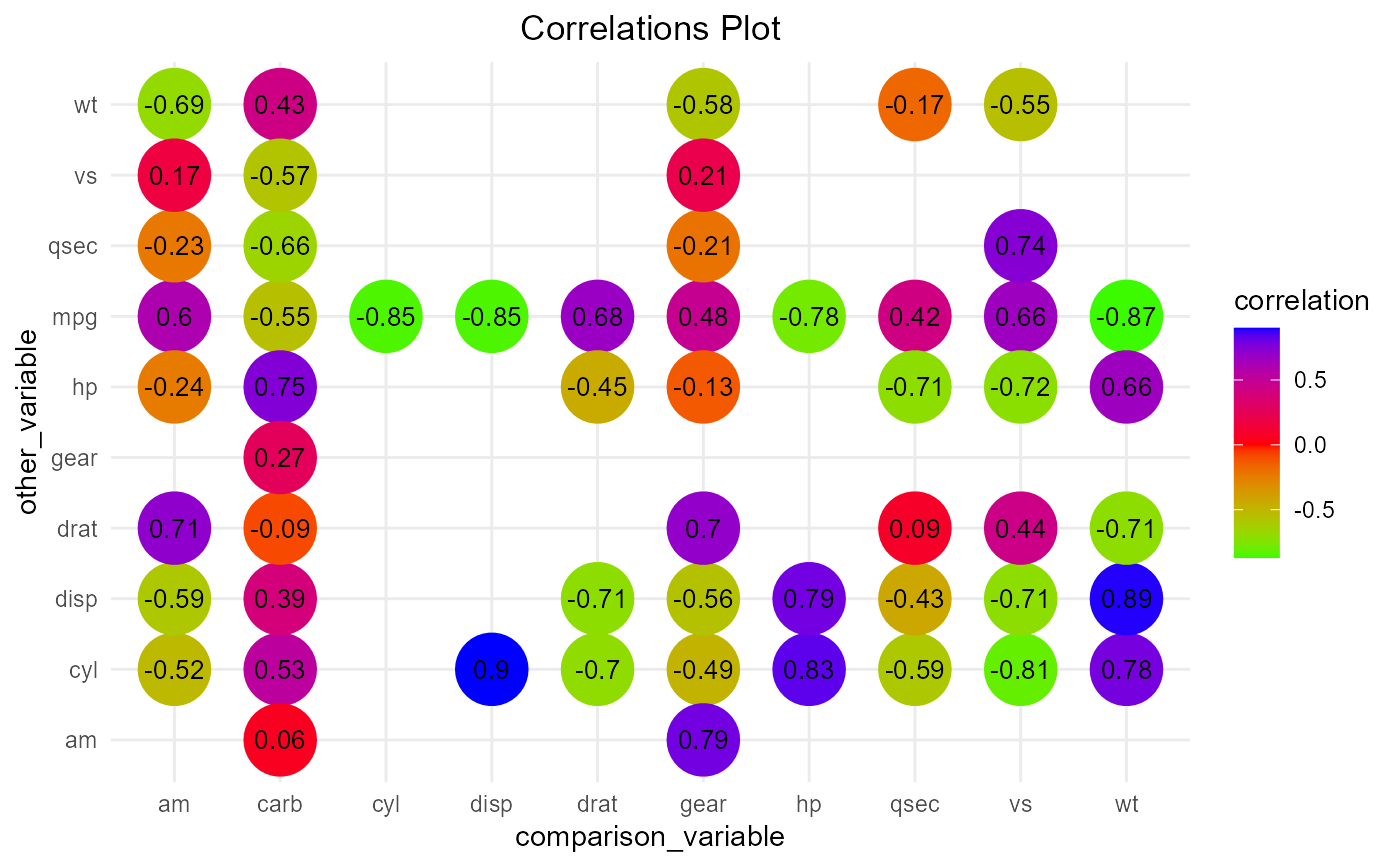 Correlations Plot
other_variable
wt -0.69 0.43 -0.58 -0.17 -0.55
vs 0.17 -0.57 0.21
qsec -0.23 -0.66 -0.21 0.74
mpg 0.6 -0.55 -0.85 -0.85 0.68 0.48 -0.78 0.42 0.66 -0.87
hp -0.24 0.75 -0.45 -0.13 -0.71 -0.72 0.66
gear 0.27
drat 0.71 -0.09 0.7 0.09 0.44 -0.71
disp -0.59 0.39 -0.71 -0.56 0.79 -0.43 -0.71 0.89
cyl -0.52 0.53 0.9 -0.7 -0.49 0.83 -0.59 -0.81 0.78
am 0.06 0.79
am carb cyl disp drat gear hp qsec vs wt
comparison_variable
correlation
0.5
0.0
-0.5